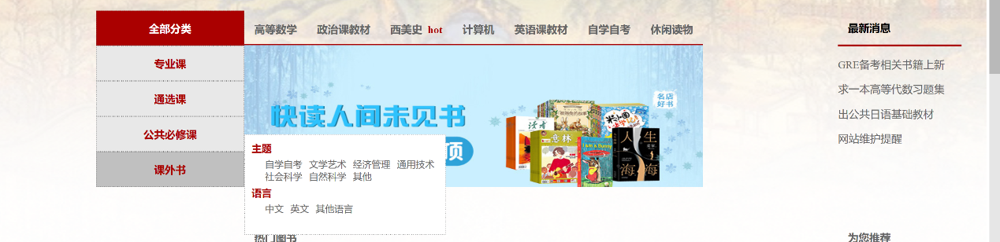 全部分类
高等数学 政治课教材 西美史 hot 计算机 英语课教材 自学自考 休闲读物
最新消息
专业课
通选课
公共必修课
课外书
快读人间未见书
名店
好书
读者
意林
米小圈
I am a Bunny
人生海海
主题
自学自考 文学艺术 经济管理 通用技术
社会科学 自然科学 其他
语言
中文 英文 其他语言
GRE备考相关书籍上新
求一本高等代数习题集
出公共日语基础教材
网站维护提醒
热门图书
为您推荐